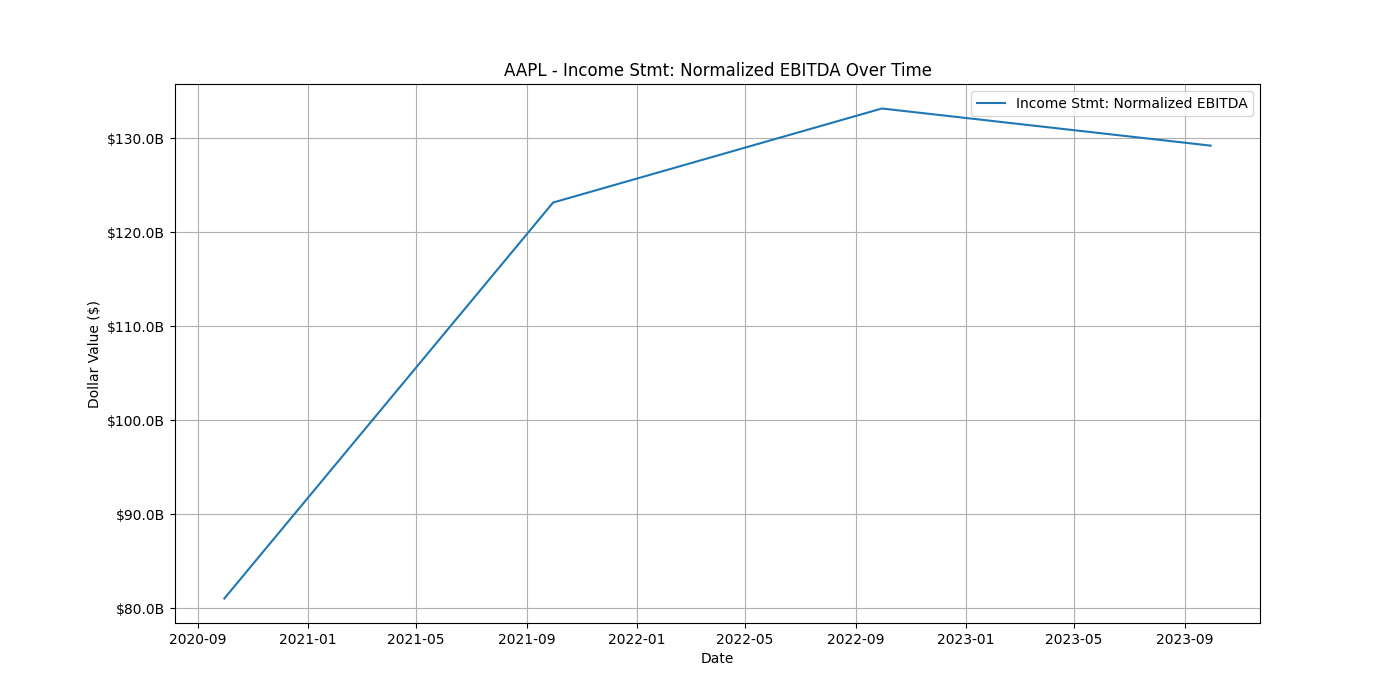 AAPL - Income Stmt: Normalized EBITDA Over Time
Income Stmt: Normalized EBITDA
$130.0B
$120.0B
$110.0B
$100.0B
$90.0B
$80.0B
Dollar Value ($)
2020-09 2021-01 2021-05 2021-09 2022-01 2022-05 2022-09 2023-01 2023-05 2023-09
Date